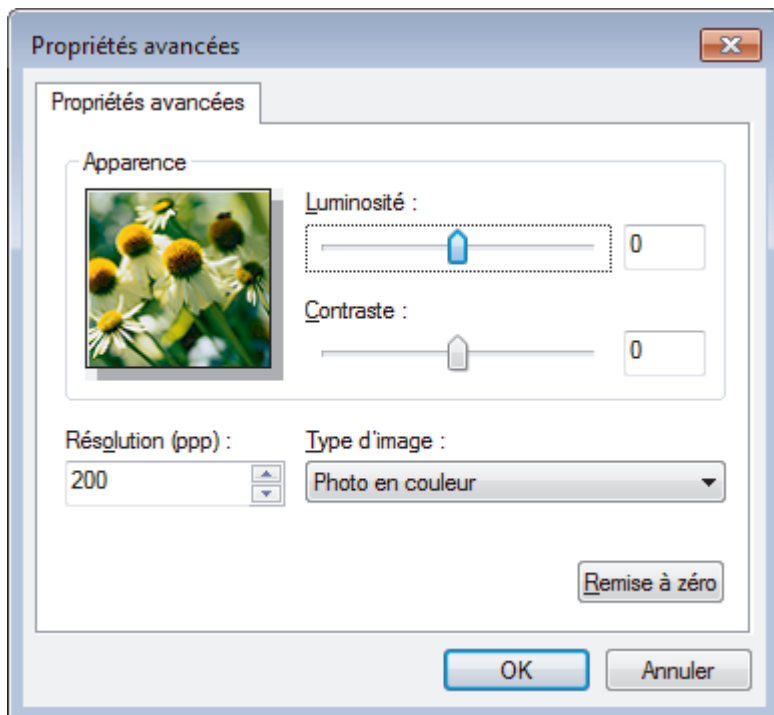 Propriétés avancées
Propriétés avancées
Apparence
Luminosité :
0
Contraste :
0
Résolution (ppp) :
Type d'image :
200
Photo en couleur
Remise à zéro
OK
Annuler